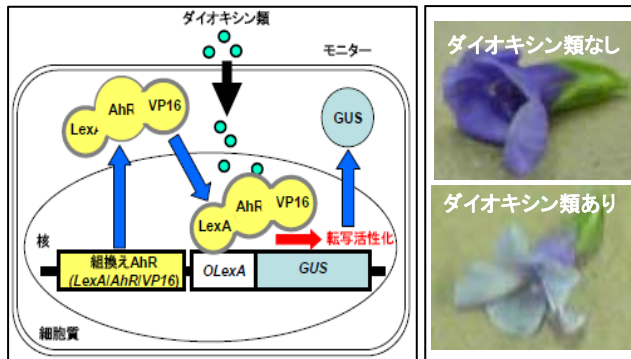 ダイオキシン類
モニター
LexA
AhR
VP16
GUS
LexA
AhR
VP16
転写活性化
核
組換えAhR
(LexA/AhR/VP16)
OLexA
GUS
細胞質
ダイオキシン類なし
ダイオキシン類あり